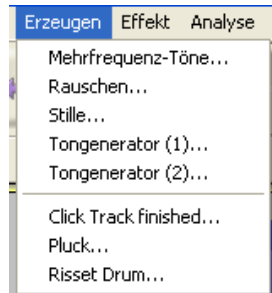 Erzeugen Effekt Analyse
Mehrfrequenz-Töne...
Rauschen...
Stille...
Tongenerator (1)...
Tongenerator (2)...
Click Track finished...
Pluck...
Risset Drum...